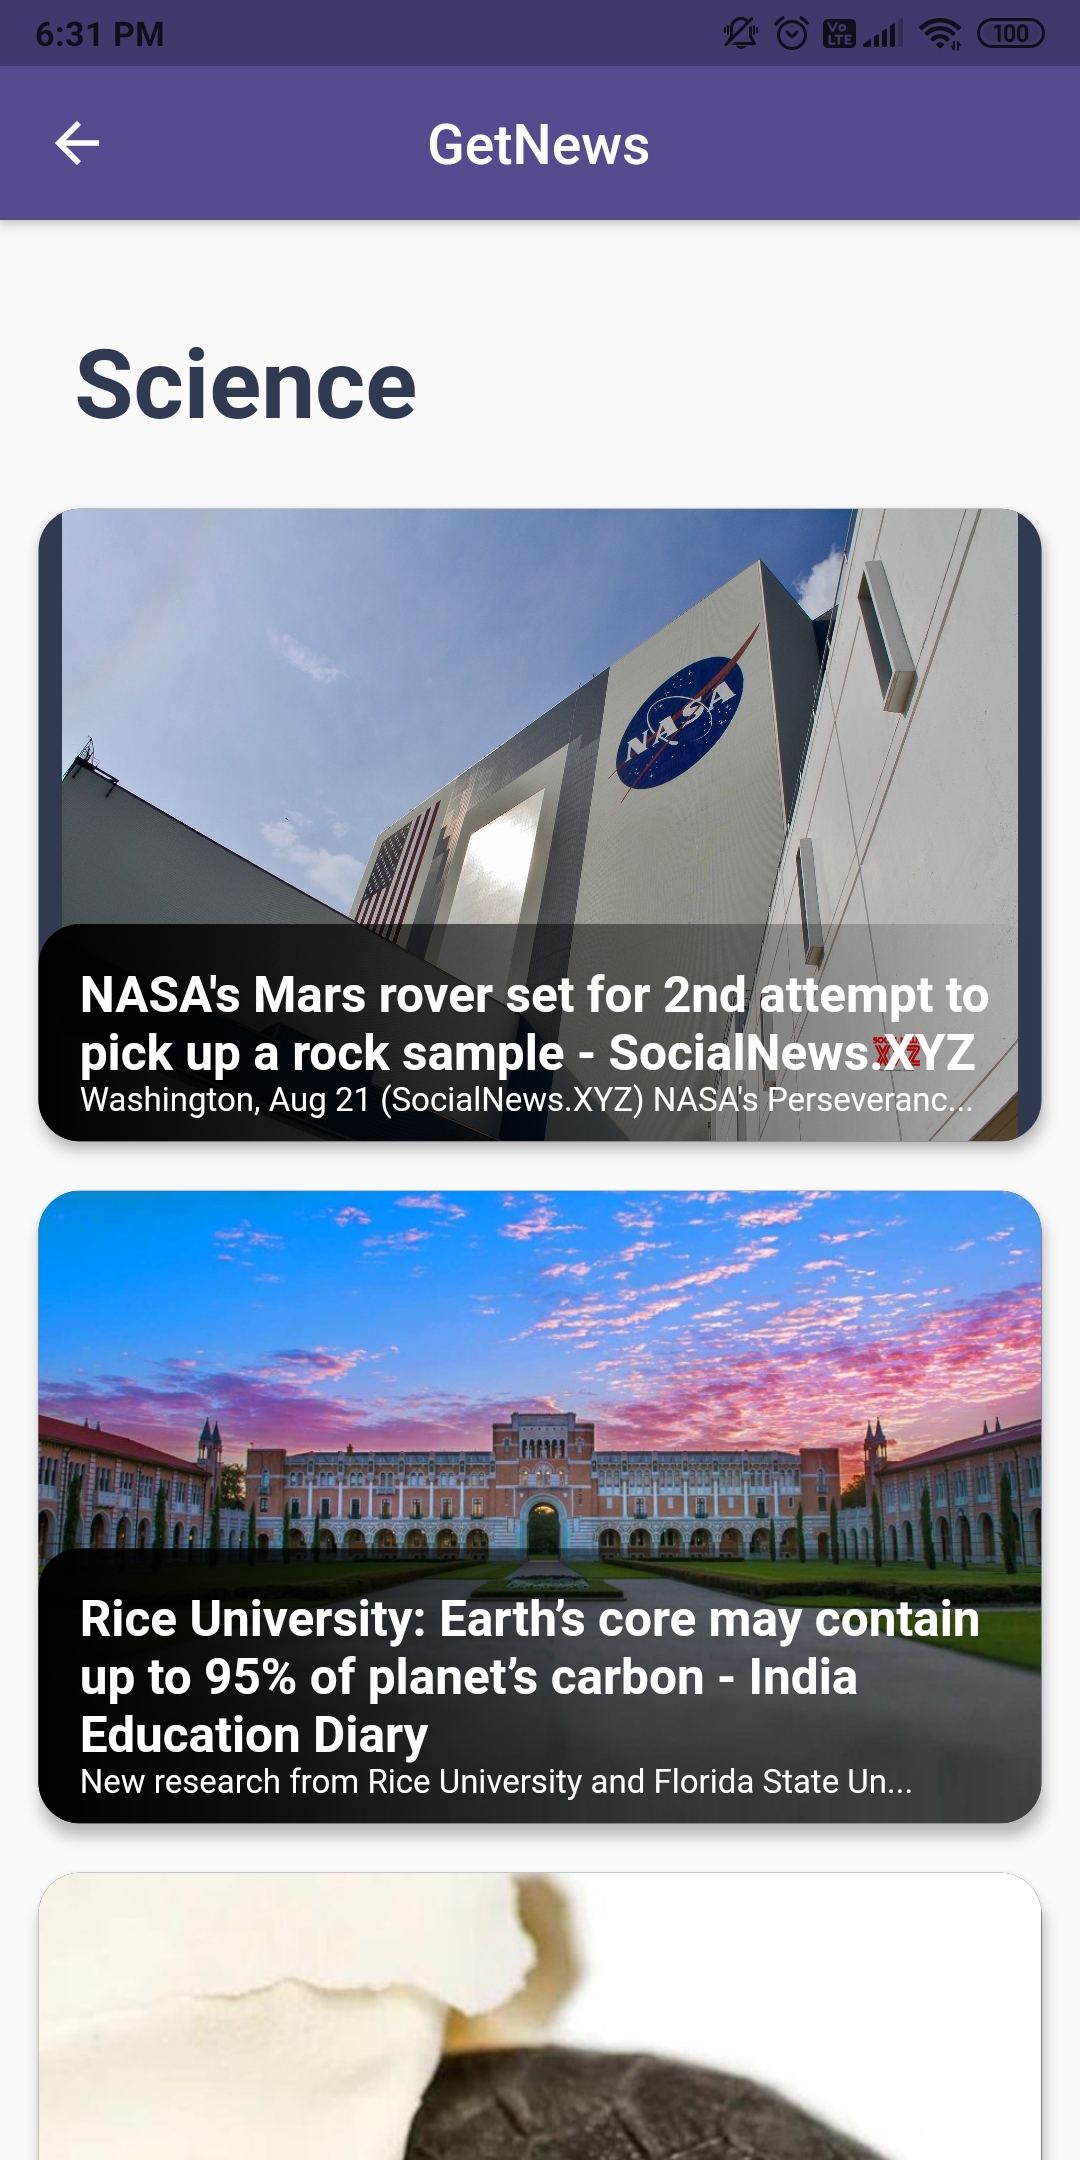 6:31 PM
Vo LTE
100
GetNews
Science
NASA
NASA's Mars rover set for 2nd attempt to
pick up a rock sample - SocialNews.XYZ
Washington, Aug 21 (SocialNews.XYZ) NASA's Perseveranc...
Rice University: Earth’s core may contain
up to 95% of planet’s carbon - India
Education Diary
New research from Rice University and Florida State Un...